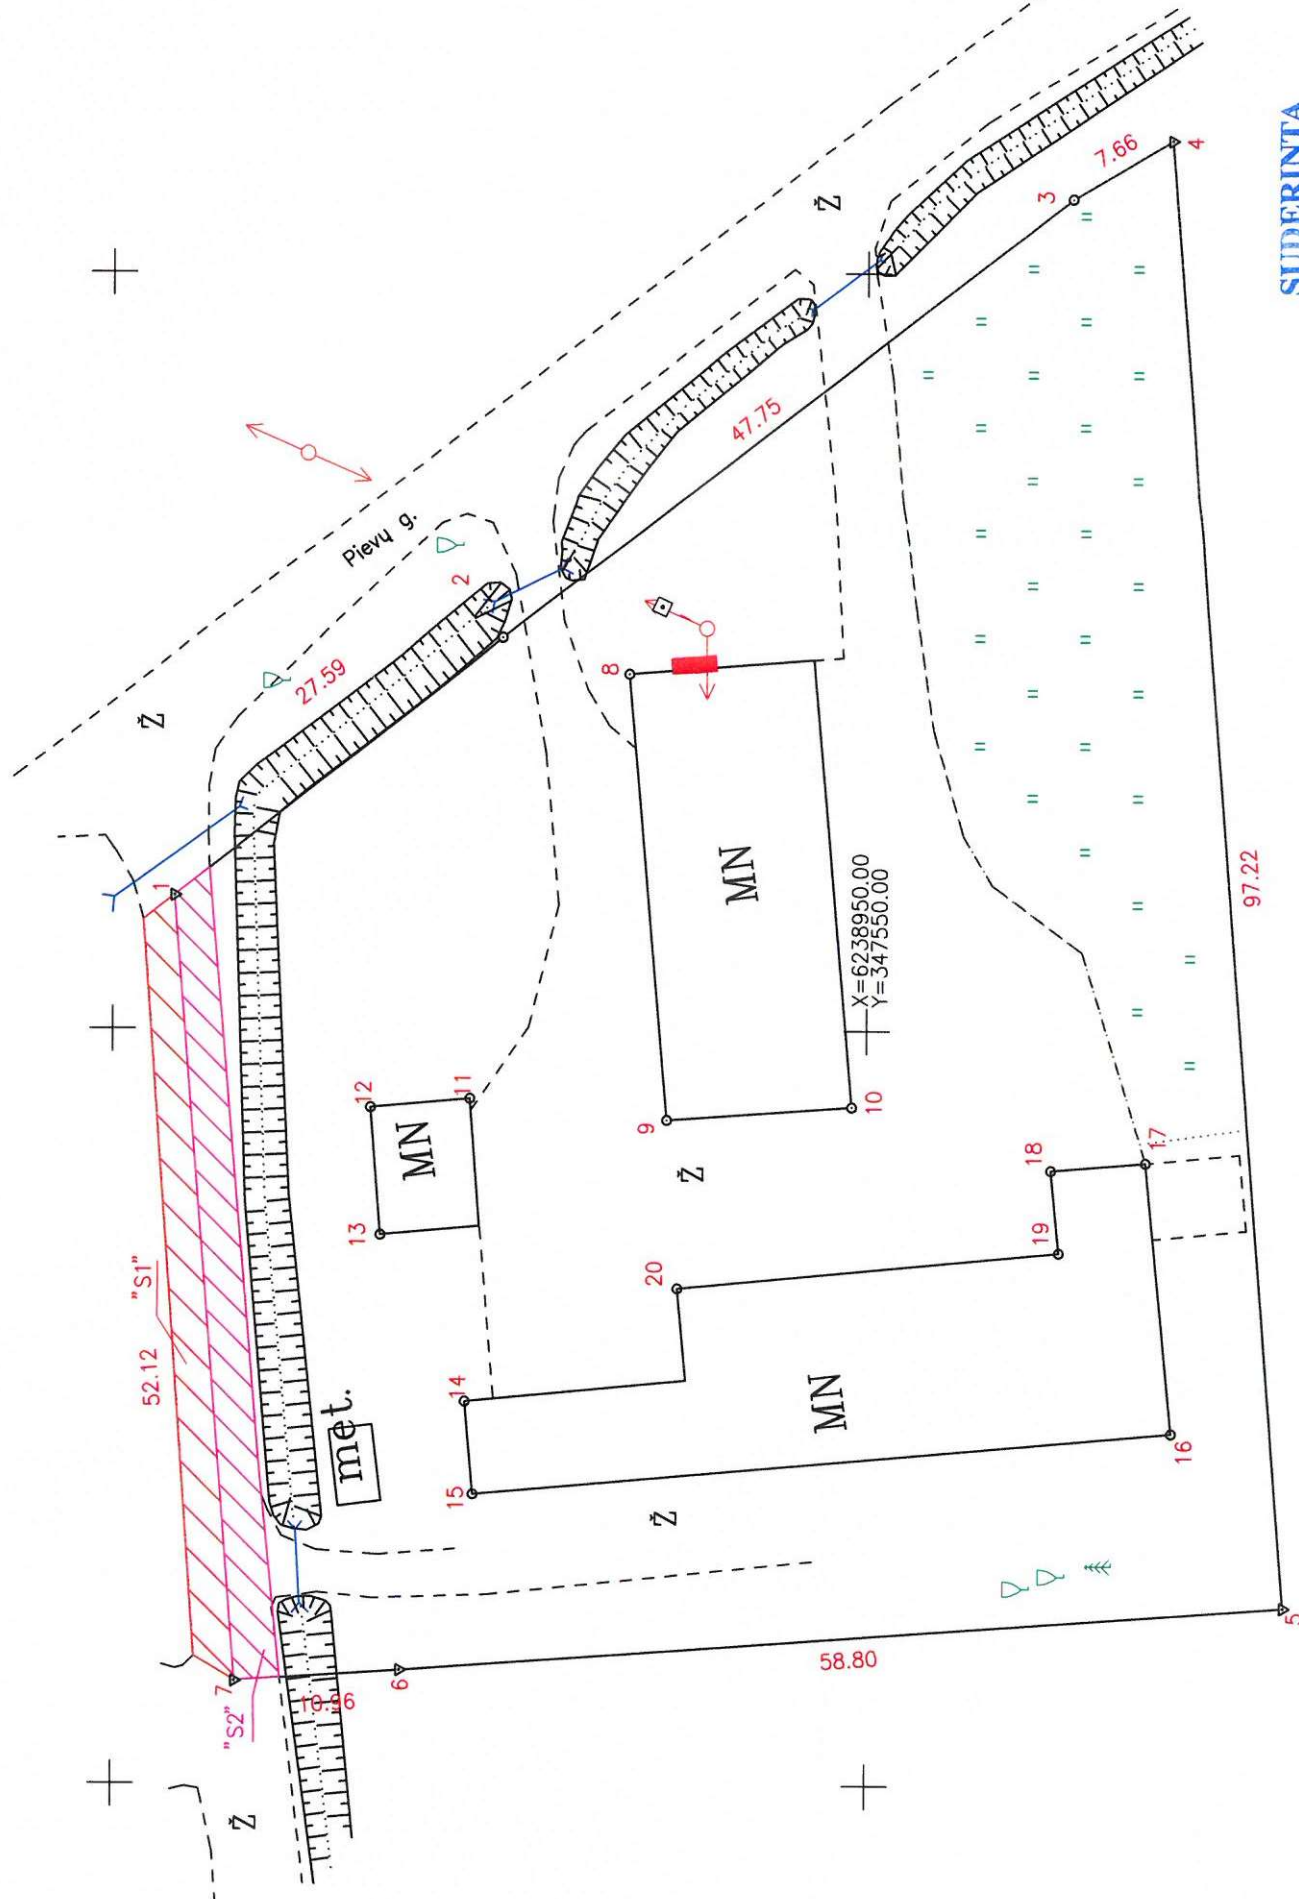 Ž
Pievų g.
1
2
27.59
47.75
Ž
3
7.66
4
SUDERINTA
"S1"
52.12
12
11
13
MN
8
MN
9
10
X=6238950.00
Y=347550.00
Ž
met.
14
15
20
18
19
17
MN
16
Ž
97.22
7
"S2"
10.96
6
58.80
5
Ž